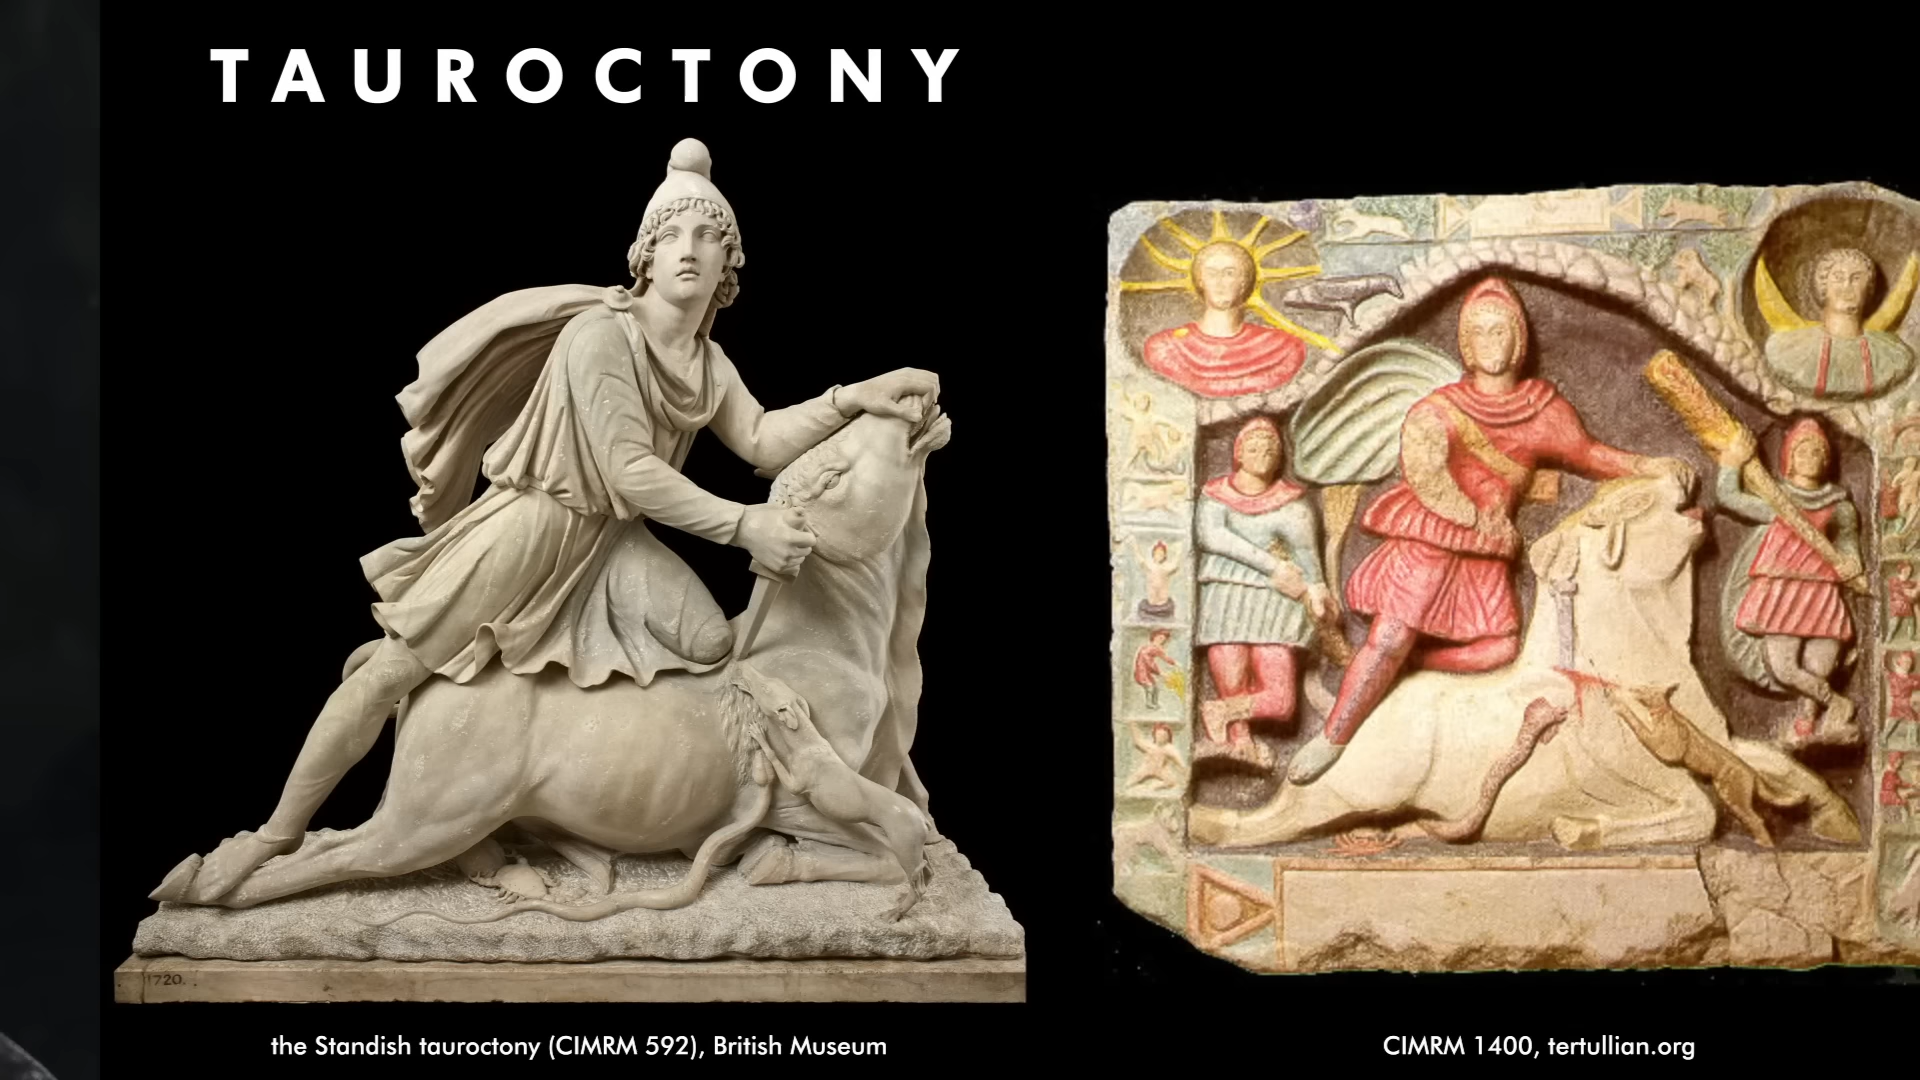 TAUROCTONY
1720.
the Standish tauroctony (CIMRM 592), British Museum
CIMRM 1400, tertullian.org